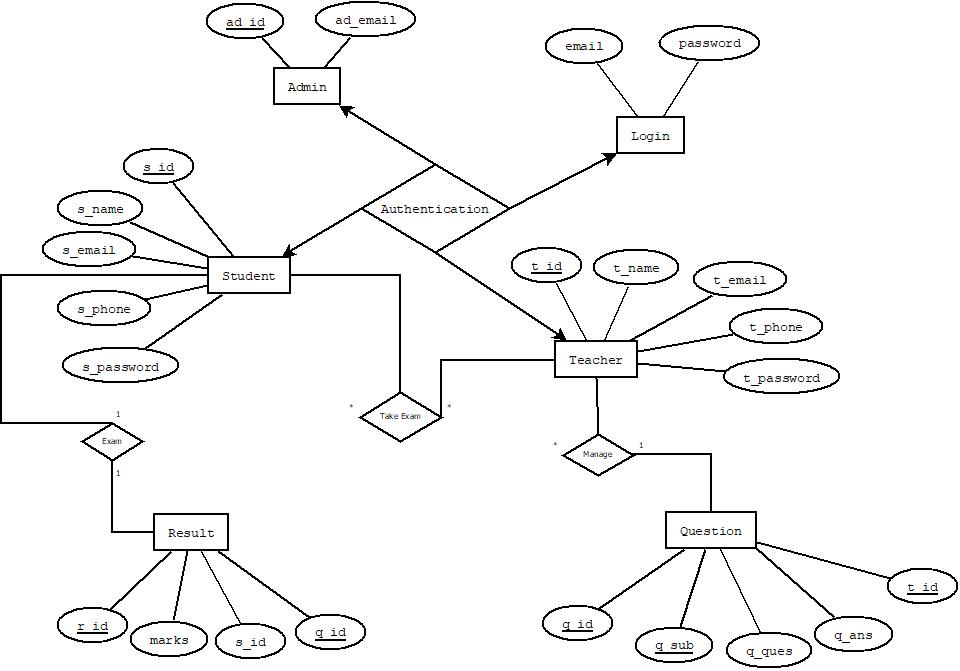 ad_id
ad_email
Admin
email
password
Login
s_id
s_name
s_email
Student
s_phone
s_password
Authentication
t_id
t_name
t_email
t_phone
Teacher
t_password
*
Take Exam
*
1
Exam
1
*
Manage
1
Result
r_id
marks
s_id
q_id
Question
q_id
q_sub
q_ques
q_ans
t_id